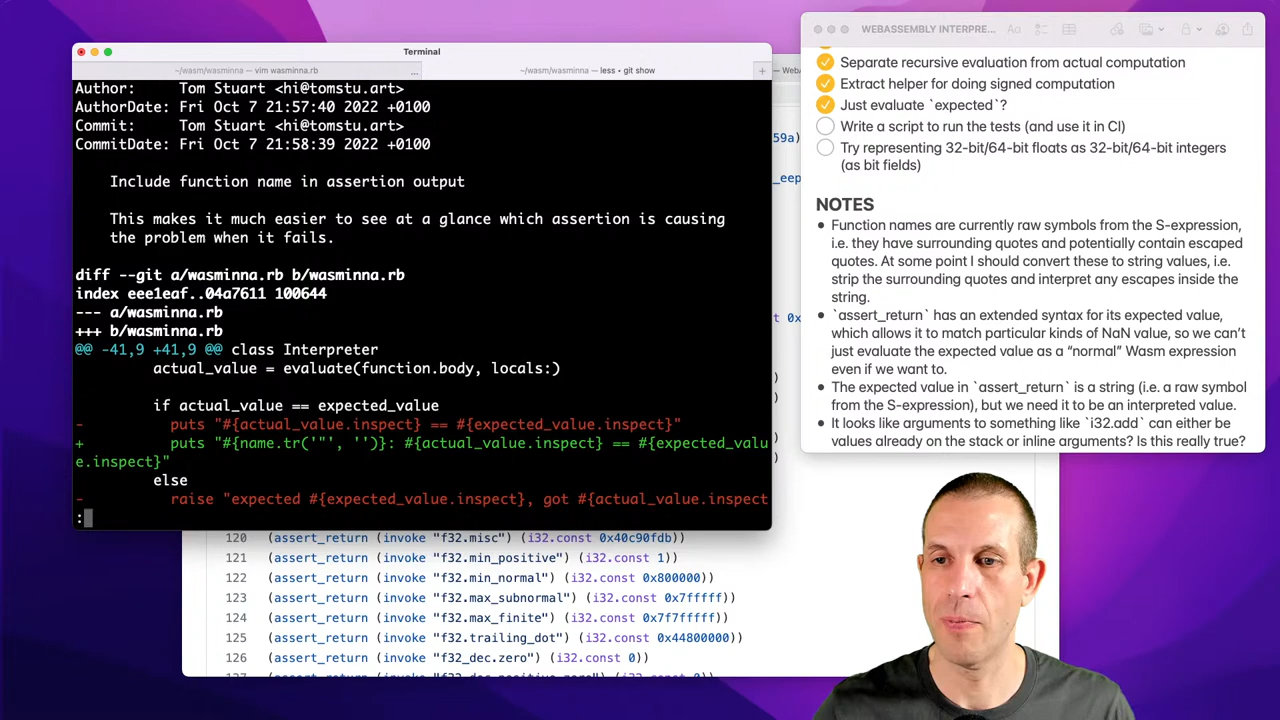 Terminal
~/wasm/wasminna — vim wasminna.rb
...
~/wasm/wasminna — less ‹ git show
+
Author:     Tom Stuart <hi@tomstu.art>
AuthorDate: Fri Oct 7 21:57:40 2022 +0100
Commit:     Tom Stuart <hi@tomstu.art>
CommitDate: Fri Oct 7 21:58:39 2022 +0100
Include function name in assertion output
This makes it much easier to see at a glance which assertion is causing
the problem when it fails.
diff --git a/wasminna.rb b/wasminna.rb
index eee1eaf..04a7611 100644
--- a/wasminna.rb
+++ b/wasminna.rb
@@ -41,9 +41,9 @@ class Interpreter
actual_value = evaluate(function.body, locals:)
if actual_value == expected_value
-          puts "#{actual_value.inspect} == #{expected_value.inspect}"
+          puts "#{name.tr('"', '')}: #{actual_value.inspect} == #{expected_valu
e.inspect}"
else
-          raise "expected #{expected_value.inspect}, got #{actual_value.inspect
:
WebA
59a)
_eep
t 0x
)
)
)
)
120 (assert_return (invoke "f32.misc") (i32.const 0x40c90fdb))
121 (assert_return (invoke "f32.min_positive") (i32.const 1))
122 (assert_return (invoke "f32.min_normal") (i32.const 0x800000))
123 (assert_return (invoke "f32.max_subnormal") (i32.const 0x7fffff))
124 (assert_return (invoke "f32.max_finite") (i32.const 0x7f7fffff))
125 (assert_return (invoke "f32.trailing_dot") (i32.const 0x44800000))
126 (assert_return (invoke "f32_dec.zero") (i32.const 0))
WEBASSEMBLY INTERPRE...
Aa
Separate recursive evaluation from actual computation
Extract helper for doing signed computation
Just evaluate `expected`?
Write a script to run the tests (and use it in CI)
Try representing 32-bit/64-bit floats as 32-bit/64-bit integers
(as bit fields)
NOTES
• Function names are currently raw symbols from the S-expression,
i.e. they have surrounding quotes and potentially contain escaped
quotes. At some point I should convert these to string values, i.e.
strip the surrounding quotes and interpret any escapes inside the
string.
• `assert_return` has an extended syntax for its expected value,
which allows it to match particular kinds of NaN value, so we can't
just evaluate the expected value as a “normal” Wasm expression
even if we want to.
• The expected value in `assert_return` is a string (i.e. a raw symbol
from the S-expression), but we need it to be an interpreted value.
• It looks like arguments to something like `i32.add` can either be
values already on the stack or inline arguments? Is this really true?